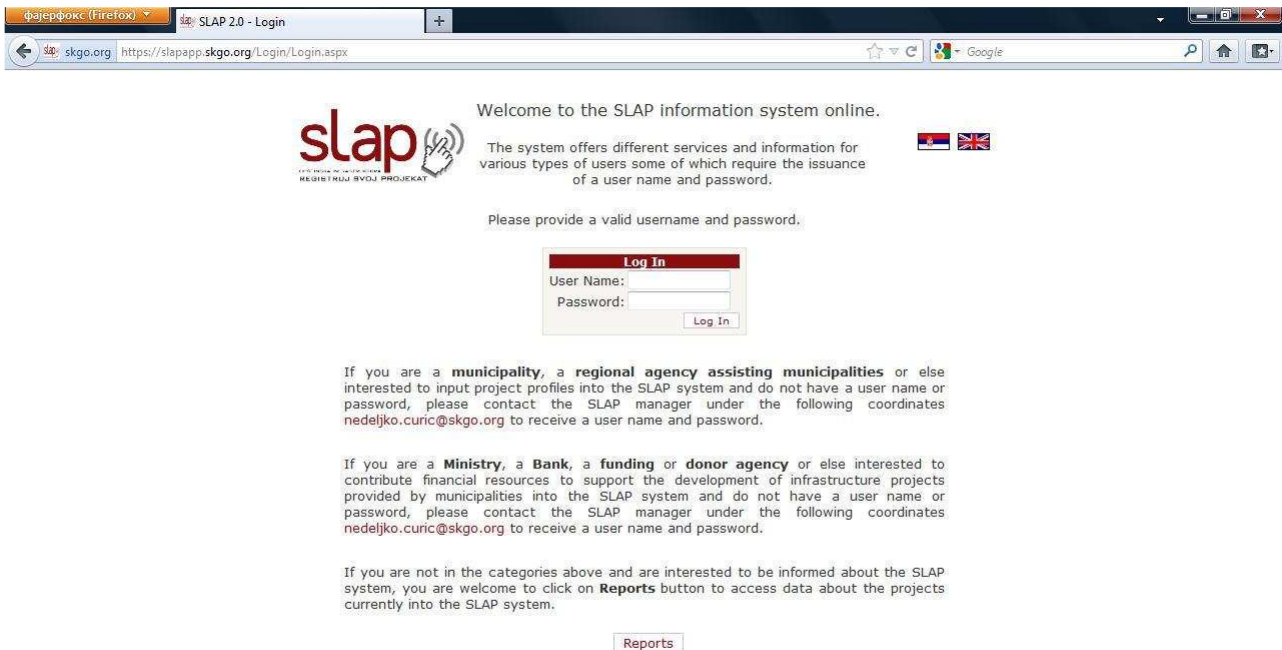 фајерфокс (Firefox)
slap SLAP 2.0 - Login
slap skgo.org https://slapapp.skgo.org/Login/Login.aspx
Google
slap
REGISTRUJ SVOJ PROJEKAT
Welcome to the SLAP information system online.
The system offers different services and information for
various types of users some of which require the issuance
of a user name and password.
Please provide a valid username and password.
Log In
User Name:
Password:
Log In
If you are a municipality, a regional agency assisting municipalities or else
interested to input project profiles into the SLAP system and do not have a user name or
password, please contact the SLAP manager under the following coordinates
nedeljko.curic@skgo.org to receive a user name and password.
If you are a Ministry, a Bank, a funding or donor agency or else interested to
contribute financial resources to support the development of infrastructure projects
provided by municipalities into the SLAP system and do not have a user name or
password, please contact the SLAP manager under the following coordinates
nedeljko.curic@skgo.org to receive a user name and password.
If you are not in the categories above and are interested to be informed about the SLAP
system, you are welcome to click on Reports button to access data about the projects
currently into the SLAP system.
Reports